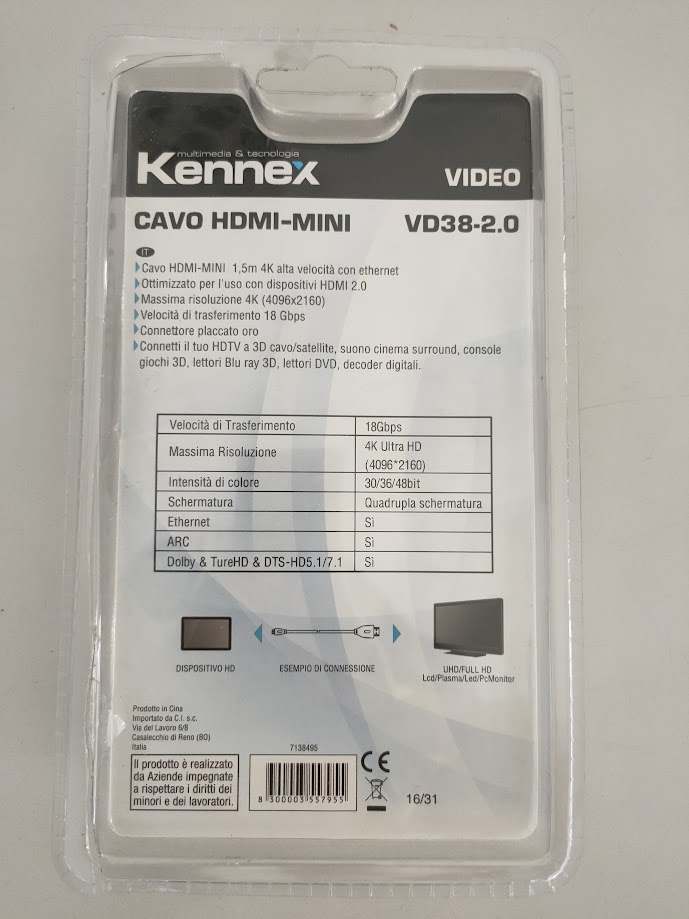 multimedia & tecnologia
Kennex
VIDEO
CAVO HDMI-MINI VD38-2.0
IT
Cavo HDMI-MINI 1,5m 4K alta velocità con ethernet
Ottimizzato per l'uso con dispositivi HDMI 2.0
Massima risoluzione 4K (4096x2160)
Velocità di trasferimento 18 Gbps
Connettore placcato oro
Connetti il tuo HDTV a 3D cavo/satellite, suono cinema surround, console
giochi 3D, lettori Blu ray 3D, lettori DVD, decoder digitali.
Velocità di Trasferimento 18Gbps
Massima Risoluzione 4K Ultra HD
(4096*2160)
Intensità di colore 30/36/48bit
Schermatura Quadrupla schermatura
Ethernet Sì
ARC Sì
Dolby & TureHD & DTS-HD5.1/7.1 Sì
DISPOSITIVO HD
ESEMPIO DI CONNESSIONE
UHD/FULL HD
Lcd/Plasma/Led/PcMonitor
Prodotto in Cina
Importato da C.I. s.c.
Via del Lavoro 6/8
Casalecchio di Reno (BO)
Italia
Il prodotto è realizzato
da Aziende impegnate
a rispettare i diritti dei
minori e dei lavoratori.
7138495
8 300003 557955
CE
16/31